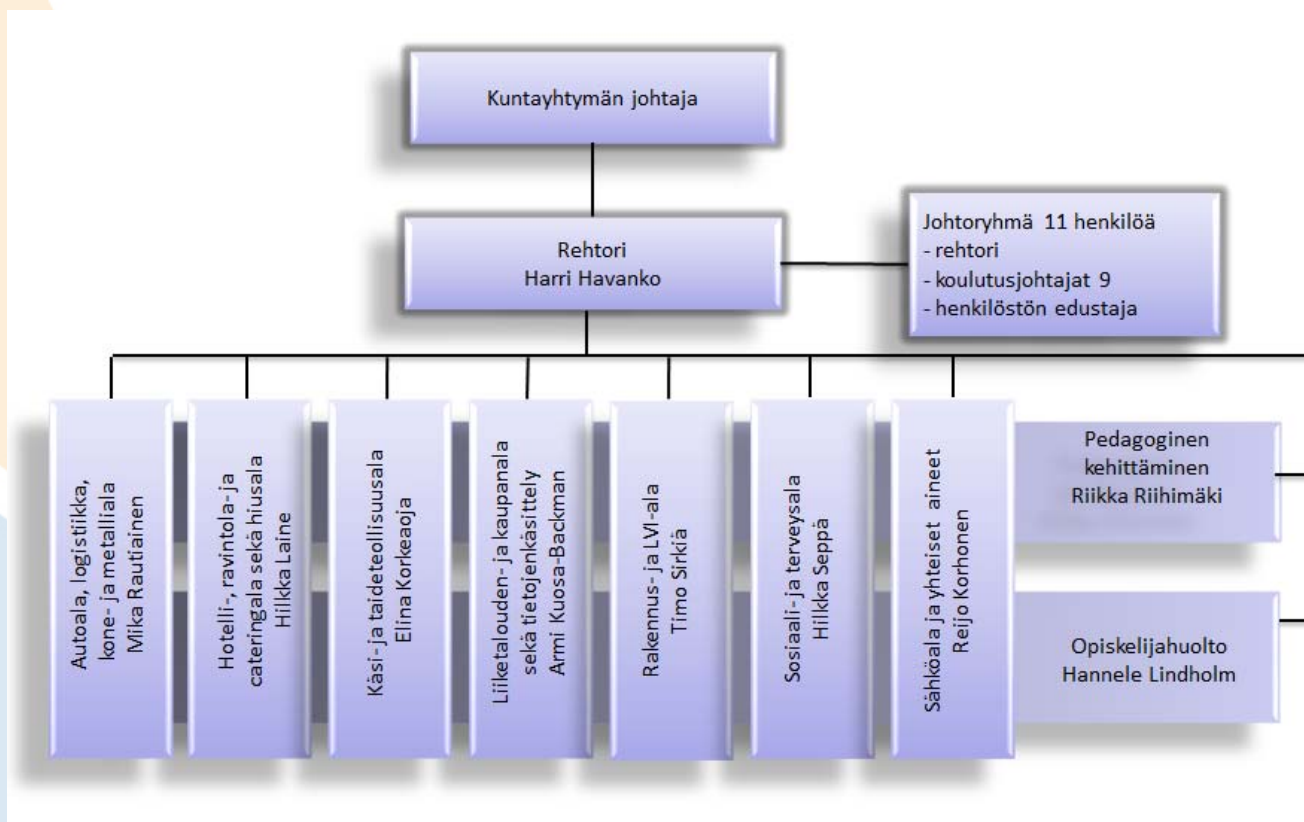 Kuntayhtymän johtaja
Rehtori
Harri Havanko
Johtoryhmä 11 henkilöä
- rehtori
- koulutusjohtajat 9
- henkilöstön edustaja
Autoala, logistiikka,
kone- ja metalliala
Mika Rautiainen
Hotelli-, ravintola- ja
cateringala sekä hiusala
Hilkka Laine
Käsi- ja taideteollisuusala
Elina Korkeaoja
Liiketalouden- ja kaupanala
sekä tietojenkäsittely
Armi Kuosa-Backman
Rakennus- ja LVI-ala
Timo Sirkiä
Sosiaali- ja terveysala
Hilkka Seppä
Sähköala ja yhteiset aineet
Reijo Korhonen
Pedagoginen
kehittäminen
Riikka Riihimäki
Opiskelijahuolto
Hannele Lindholm